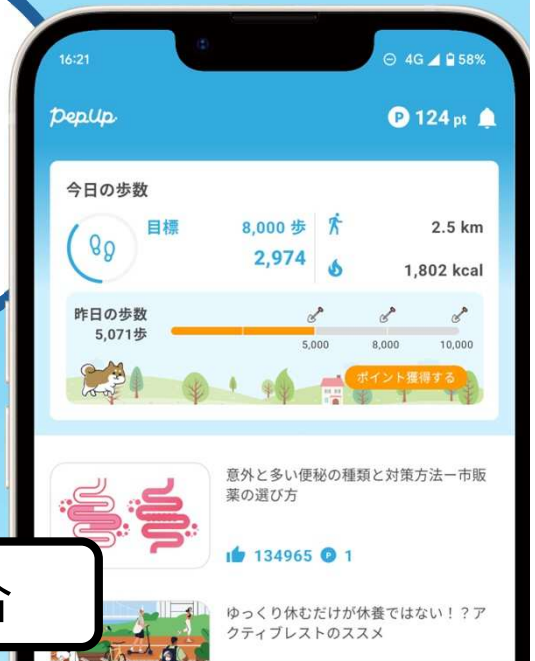 16:21
4G 58%
PepUp
P 124 pt
今日の歩数
目標
8,000 歩
2,974
2.5 km
1,802 kcal
昨日の歩数
5,071歩
5,000
8,000
10,000
ポイント獲得する
意外と多い便秘の種類と対策方法ー市販
薬の選び方
134965 P 1
ゆっくり休むだけが休養ではない！？ア
クティブレストのススメ